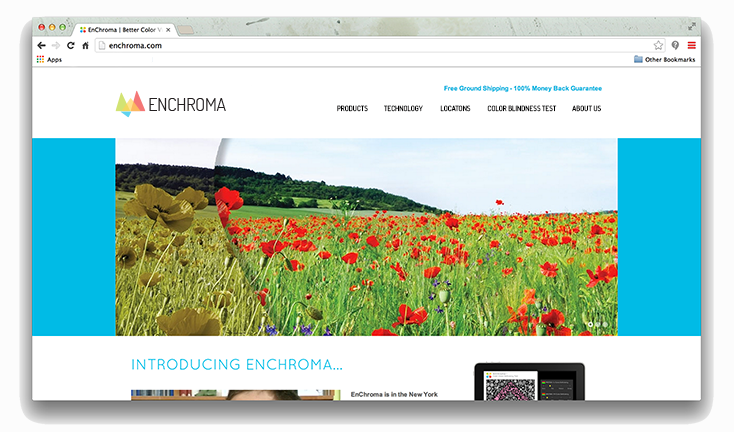 EnChroma | Better Color V
enchroma.com
Apps
Other Bookmarks
Free Ground Shipping - 100% Money Back Guarantee
ENCHROMA
PRODUCTS TECHNOLOGY LOCATONS COLOR BLINDNESS TEST ABOUT US
INTRODUCING ENCHROMA...
EnChroma is in the New York